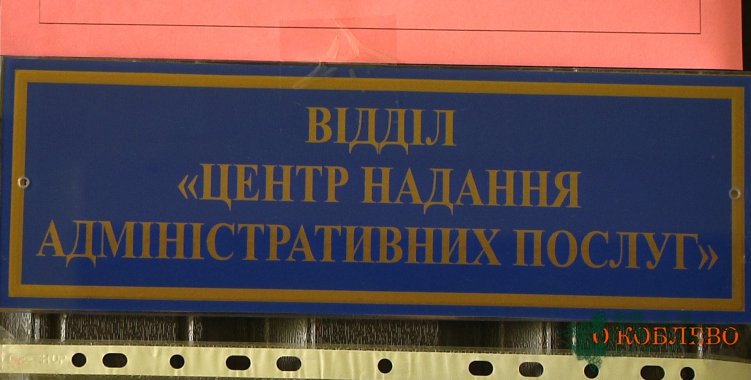 ВІДДІЛ
«ЦЕНТР НАДАННЯ
АДМІНІСТРАТИВНИХ ПОСЛУГ»
О КОБЛЕВО